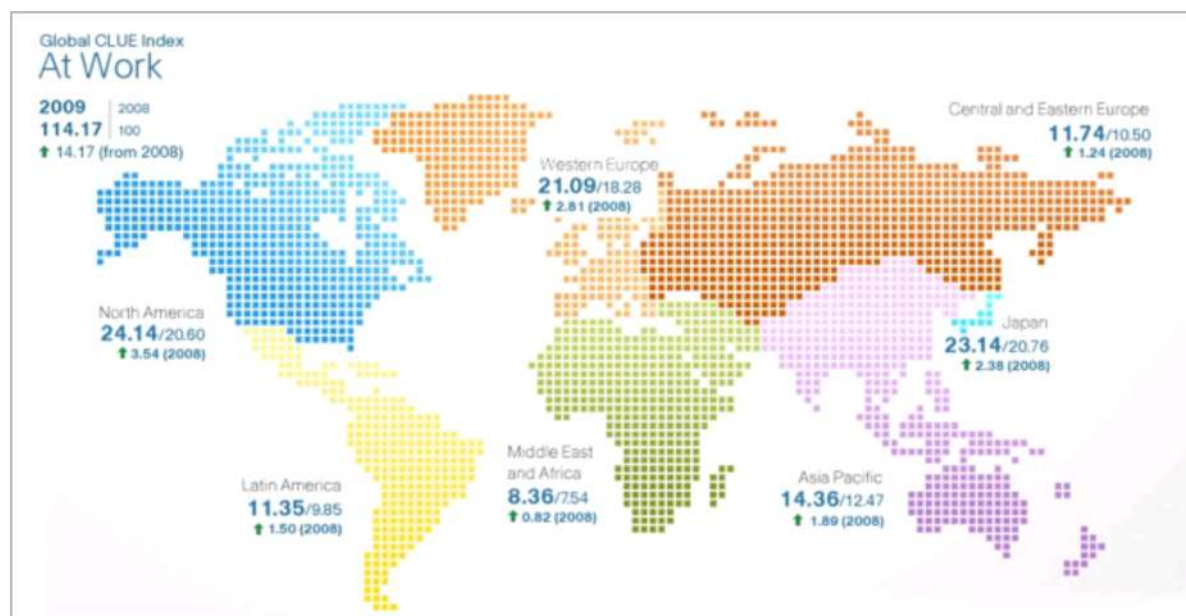 Global CLUE Index
At Work
2009 | 2008
114.17 | 100
⬆ 14.17 (from 2008)
Central and Eastern Europe
11.74/10.50
⬆ 1.24 (2008)
Western Europe
21.09/18.28
⬆ 2.81 (2008)
North America
24.14/20.60
⬆ 3.54 (2008)
Japan
23.14/20.76
⬆ 2.38 (2008)
Middle East
and Africa
8.36/7.54
⬆ 0.82 (2008)
Asia Pacific
14.36/12.47
⬆ 1.89 (2008)
Latin America
11.35/9.85
⬆ 1.50 (2008)